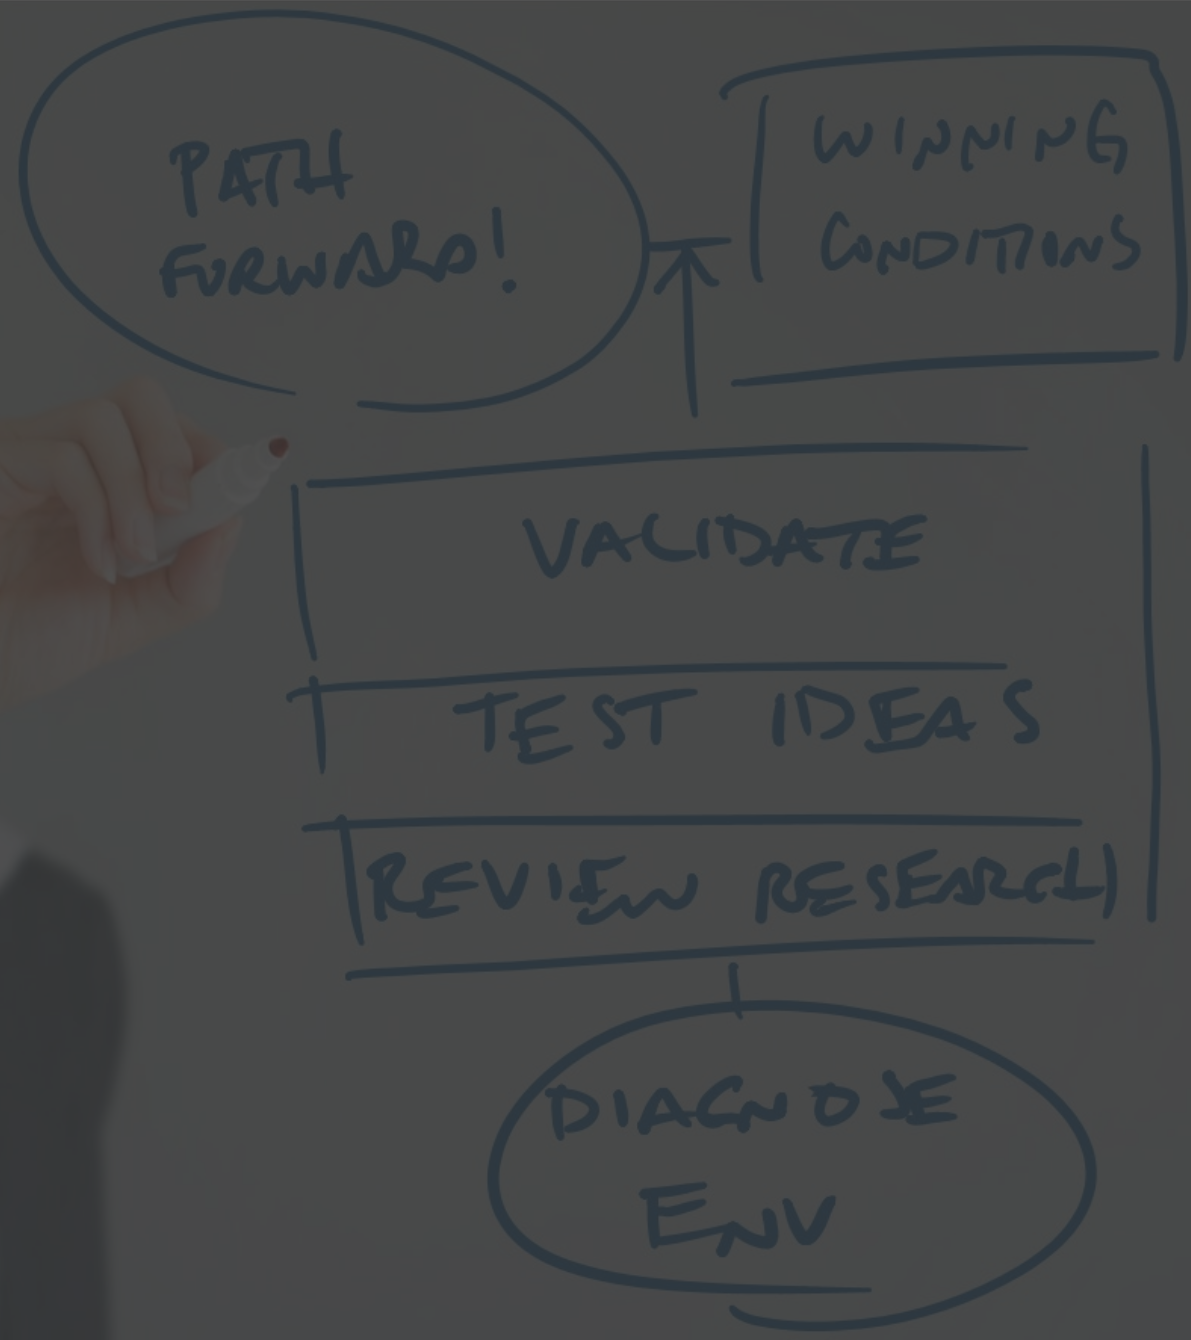 PATH
FORWARD!
WINNING
CONDITIONS
VALIDATE
TEST IDEAS
REVIEW RESEARCH
DIAGNOSE
ENV